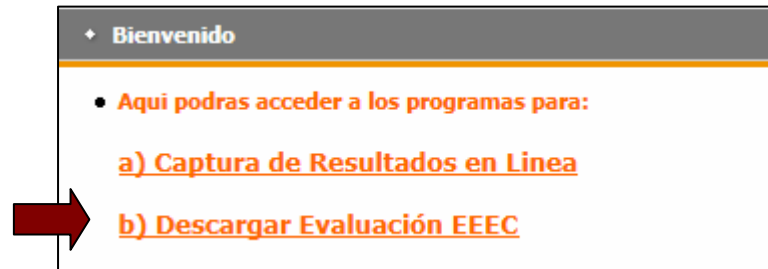 Bienvenido
Aqui podras acceder a los programas para:
a) Captura de Resultados en Linea
b) Descargar Evaluación EEEC